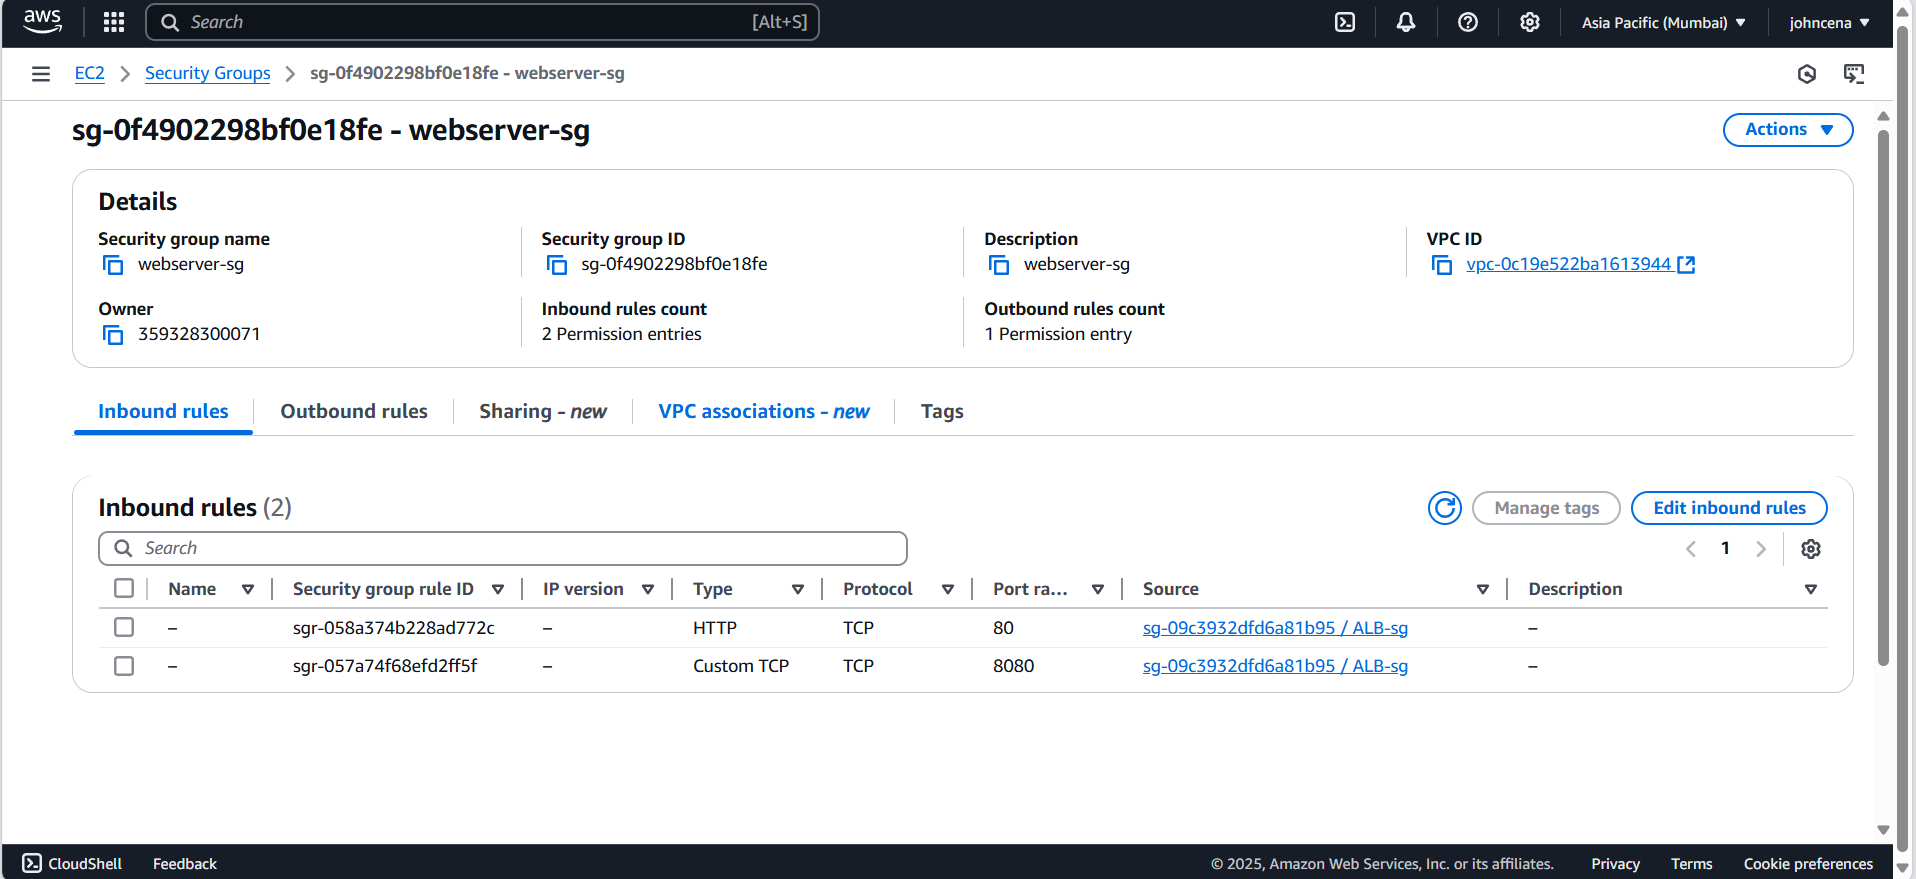 aws Search [Alt+S] Asia Pacific (Mumbai) johncena
EC2 Security Groups sg-0f4902298bf0e18fe - webserver-sg
sg-0f4902298bf0e18fe - webserver-sg Actions
Details
Security group name Security group ID Description VPC ID
webserver-sg sg-0f4902298bf0e18fe webserver-sg vpc-0c19e522ba1613944
Owner Inbound rules count Outbound rules count
359328300071 2 Permission entries 1 Permission entry
Inbound rules Outbound rules Sharing - new VPC associations - new Tags
Inbound rules (2) Manage tags Edit inbound rules
Search 1
Name Security group rule ID IP version Type Protocol Port ra... Source Description
– sgr-058a374b228ad772c – HTTP TCP 80 sg-09c3932dfd6a81b95 / ALB-sg –
– sgr-057a74f68efd2ff5f – Custom TCP TCP 8080 sg-09c3932dfd6a81b95 / ALB-sg –
CloudShell Feedback © 2025, Amazon Web Services, Inc. or its affiliates. Privacy Terms Cookie preferences